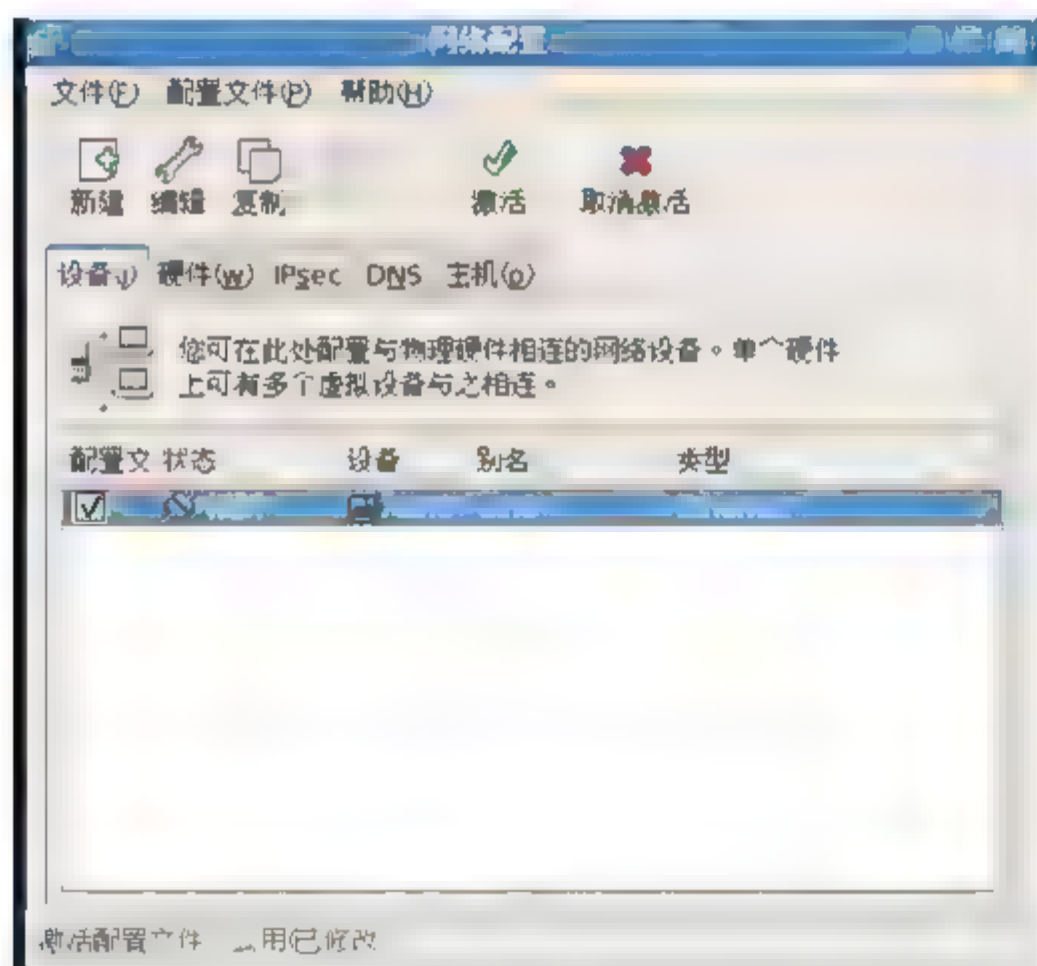 网络配置
文件(F) 配置文件(P) 帮助(H)
新建 编辑 复制 激活 取消激活
设备 硬件(w) IPsec DNS 主机(o)
您可在此处配置与物理硬件相连的网络设备。单个硬件
上可有多个虚拟设备与之相连。
配置文 状态 设备 别名 类型
激活配置文件 用 已修改